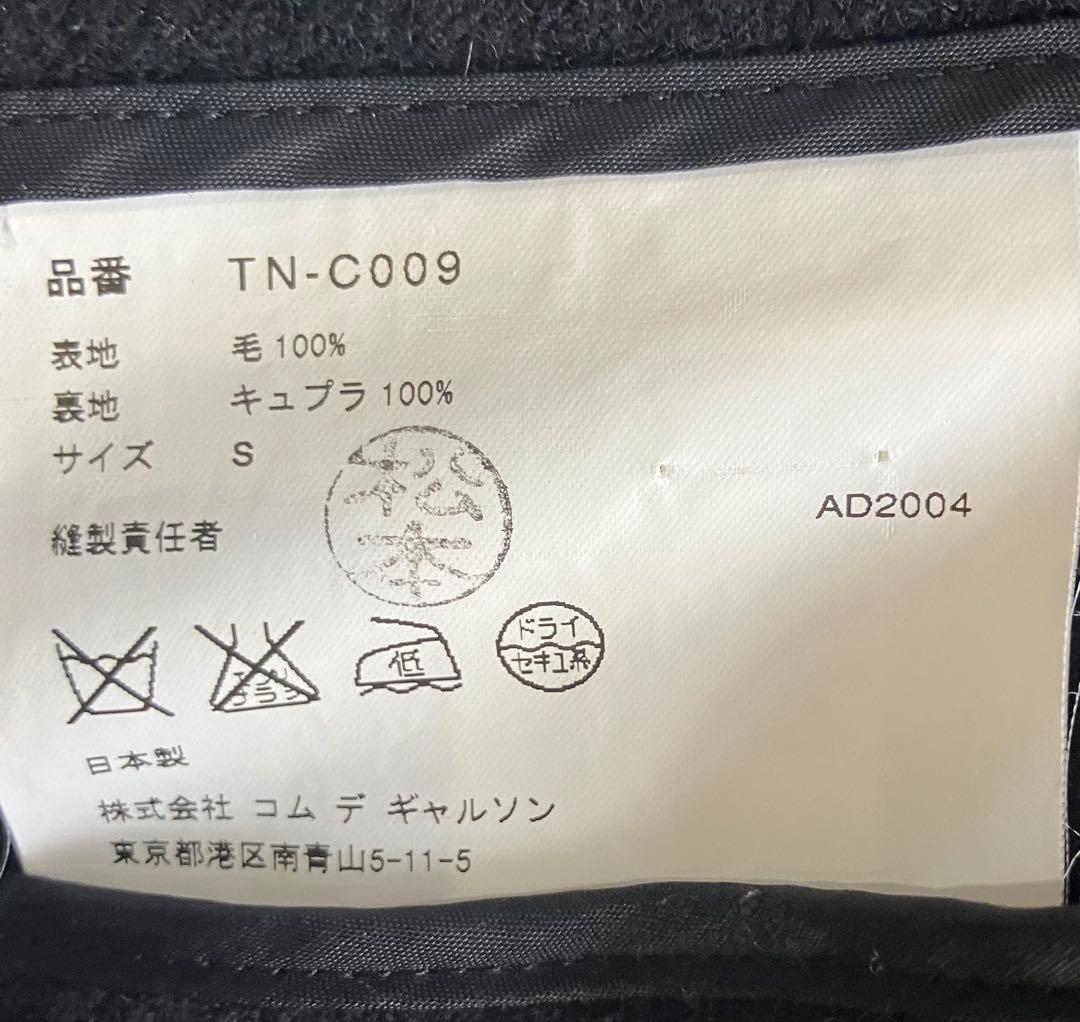 品番 TN-C009
表地 毛 100%
裏地 キュプラ 100%
サイズ S
縫製責任者 松本
AD2004
低
ドライ
セキユ系
日本製
株式会社 コム デ ギャルソン
東京都港区南青山5-11-5